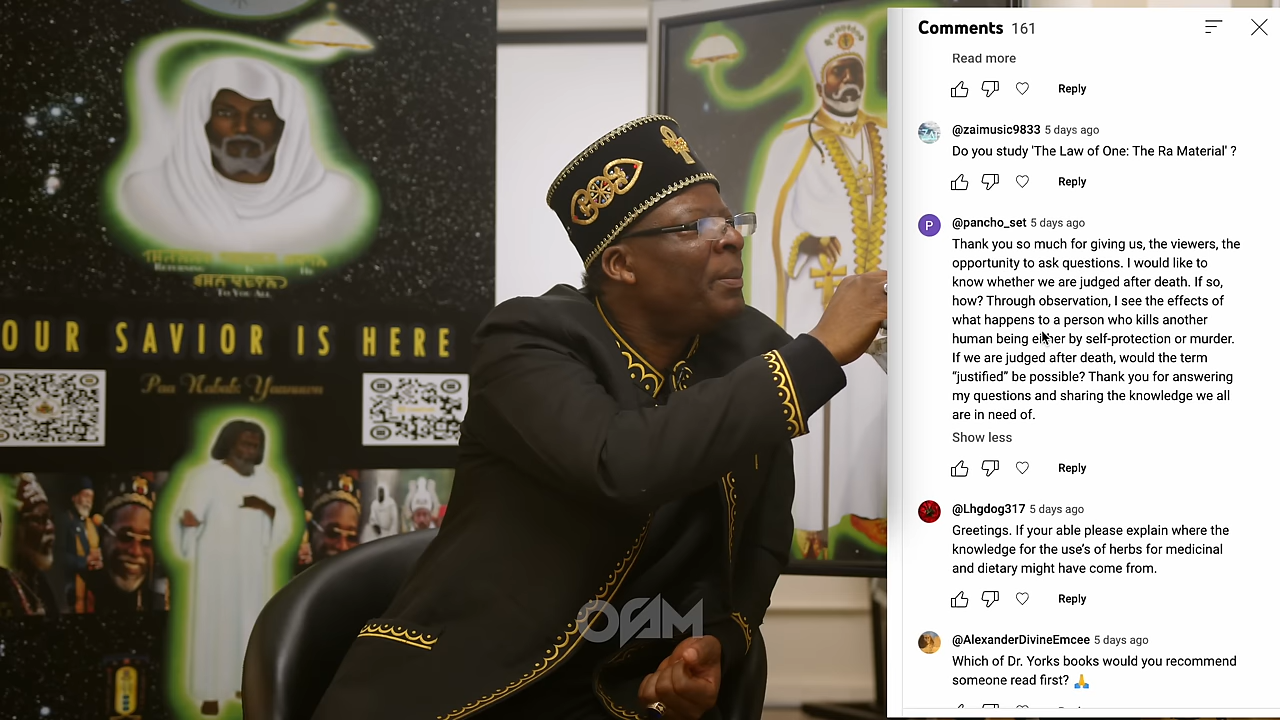 Comments 161
Read more
Reply
@zaimusic9833 5 days ago
Do you study 'The Law of One: The Ra Material' ?
Reply
P
@pancho_set 5 days ago
Thank you so much for giving us, the viewers, the
opportunity to ask questions. I would like to
know whether we are judged after death. If so,
how? Through observation, I see the effects of
what happens to a person who kills another
human being either by self-protection or murder.
If we are judged after death, would the term
“justified” be possible? Thank you for answering
my questions and sharing the knowledge we all
are in need of.
Show less
Reply
@Lhgdog317 5 days ago
Greetings. If your able please explain where the
knowledge for the use’s of herbs for medicinal
and dietary might have come from.
Reply
@AlexanderDivineEmcee 5 days ago
Which of Dr. Yorks books would you recommend
someone read first? 🙏
To You All
OUR SAVIOR IS HERE